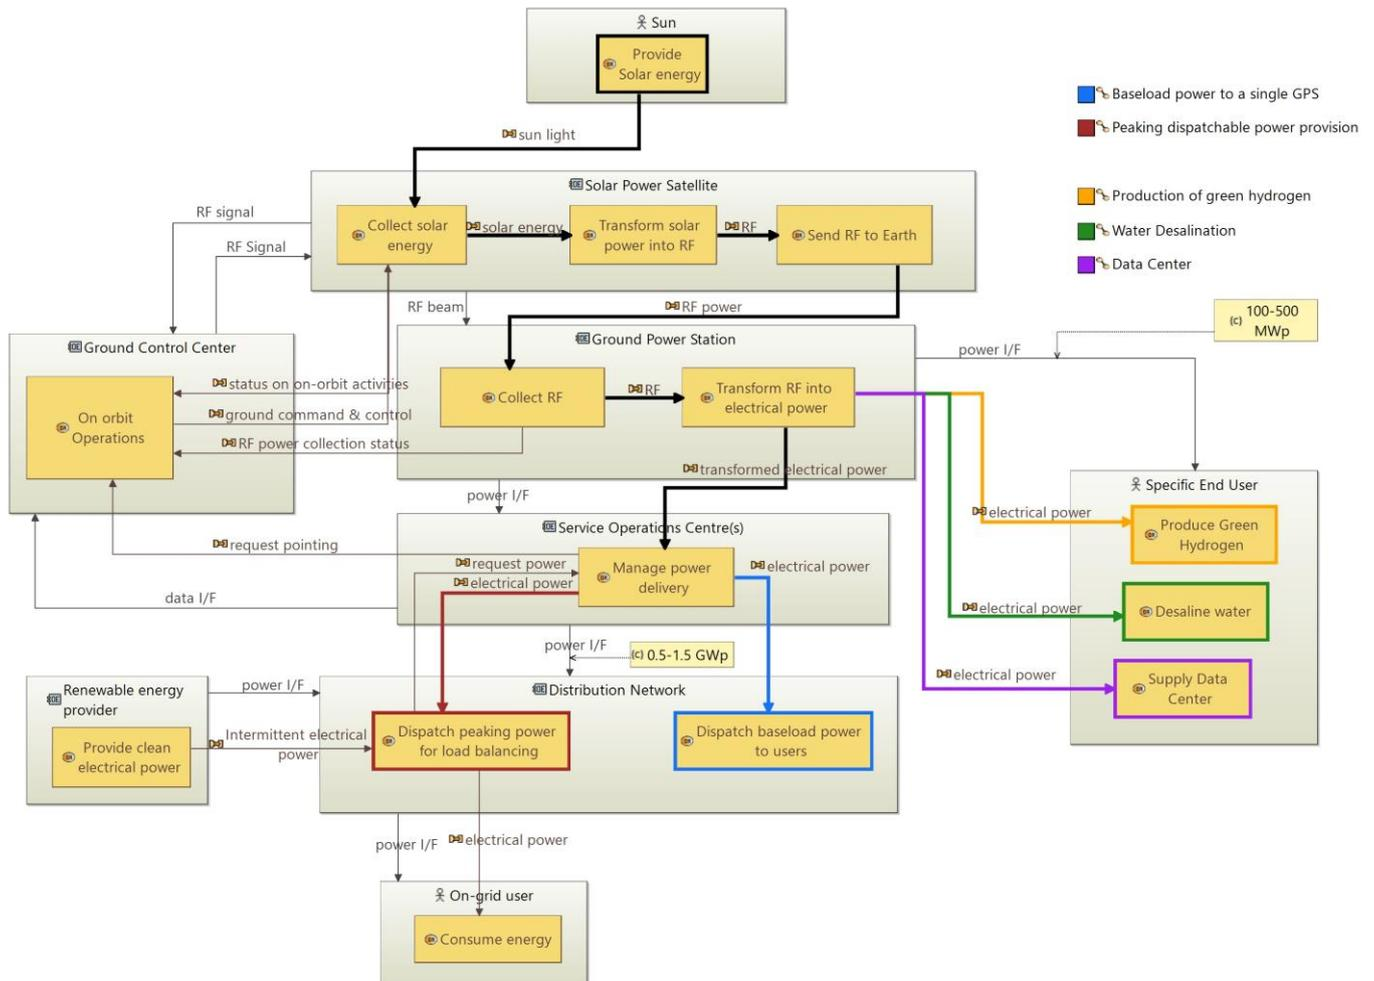 Sun
Provide
Solar energy
sun light
Baseload power to a single GPS
Peaking dispatchable power provision
Production of green hydrogen
Water Desalination
Data Center
Solar Power Satellite
Collect solar
energy
solar energy
Transform solar
power into RF
RF
Send RF to Earth
RF signal
RF Signal
RF beam
RF power
(c) 100-500
MWp
Ground Control Center
On orbit
Operations
status on on-orbit activities
ground command & control
RF power collection status
Ground Power Station
Collect RF
RF
Transform RF into
electrical power
transformed electrical power
power I/F
power I/F
Specific End User
electrical power
Produce Green
Hydrogen
electrical power
Desaline water
electrical power
Supply Data
Center
Service Operations Centre(s)
request pointing
request power
electrical power
Manage power
delivery
electrical power
data I/F
power I/F
(c) 0.5-1.5 GWp
Renewable energy
provider
Provide clean
electrical power
power I/F
Intermittent electrical
power
Distribution Network
Dispatch peaking power
for load balancing
Dispatch baseload power
to users
power I/F
electrical power
On-grid user
Consume energy